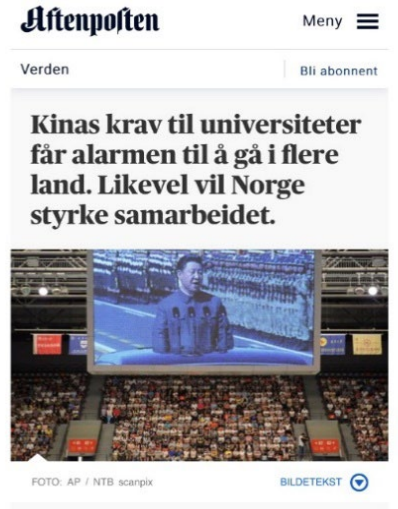 Aftenposten
Meny
Verden
Bli abonnent
Kinas krav til universiteter
får alarmen til å gå i flere
land. Likevel vil Norge
styrke samarbeidet.
FOTO: AP / NTB scanpix
BILDETEKST